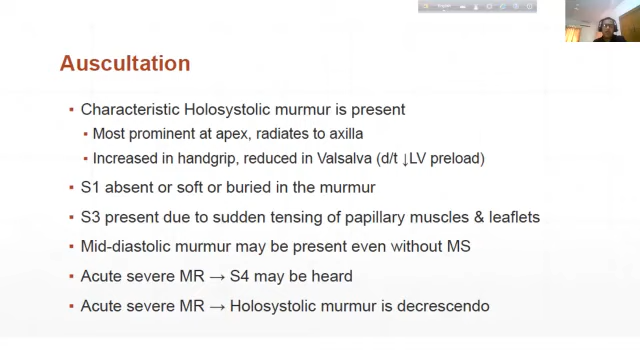 Auscultation
▪ Characteristic Holosystolic murmur is present
▪ Most prominent at apex, radiates to axilla
▪ Increased in handgrip, reduced in Valsalva (d/t ↓LV preload)
▪ S1 absent or soft or buried in the murmur
▪ S3 present due to sudden tensing of papillary muscles & leaflets
▪ Mid-diastolic murmur may be present even without MS
▪ Acute severe MR → S4 may be heard
▪ Acute severe MR → Holosystolic murmur is decrescendo